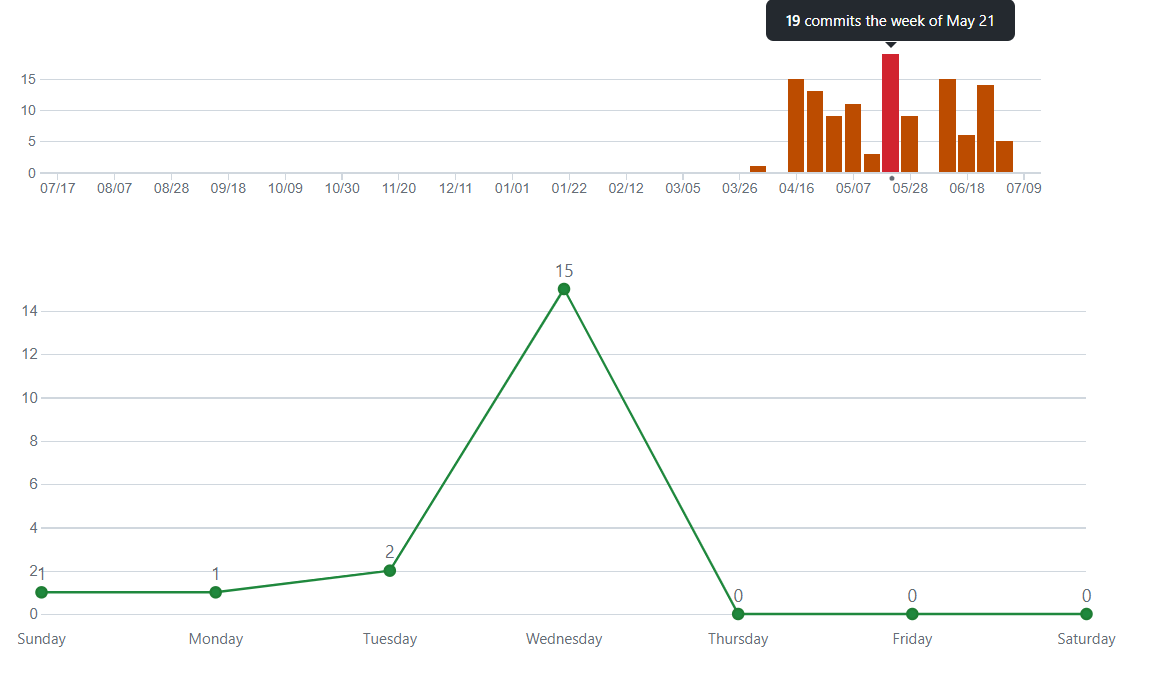 19 commits the week of May 21
15
10
5
0
07/17 08/07 08/28 09/18 10/09 10/30 11/20 12/11 01/01 01/22 02/12 03/05 03/26 04/16 05/07 05/28 06/18 07/09
15
14
12
10
8
6
4
2
2 1 1
0 0 0 0
Sunday Monday Tuesday Wednesday Thursday Friday Saturday